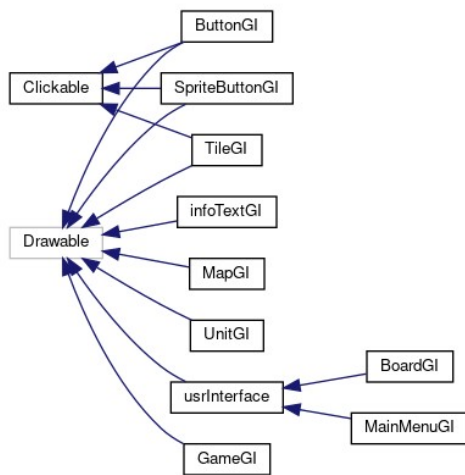 ButtonGI
Clickable
SpriteButtonGI
TileGI
infoTextGI
Drawable
MapGI
UnitGI
BoardGI
usrInterface
MainMenuGI
GameGI